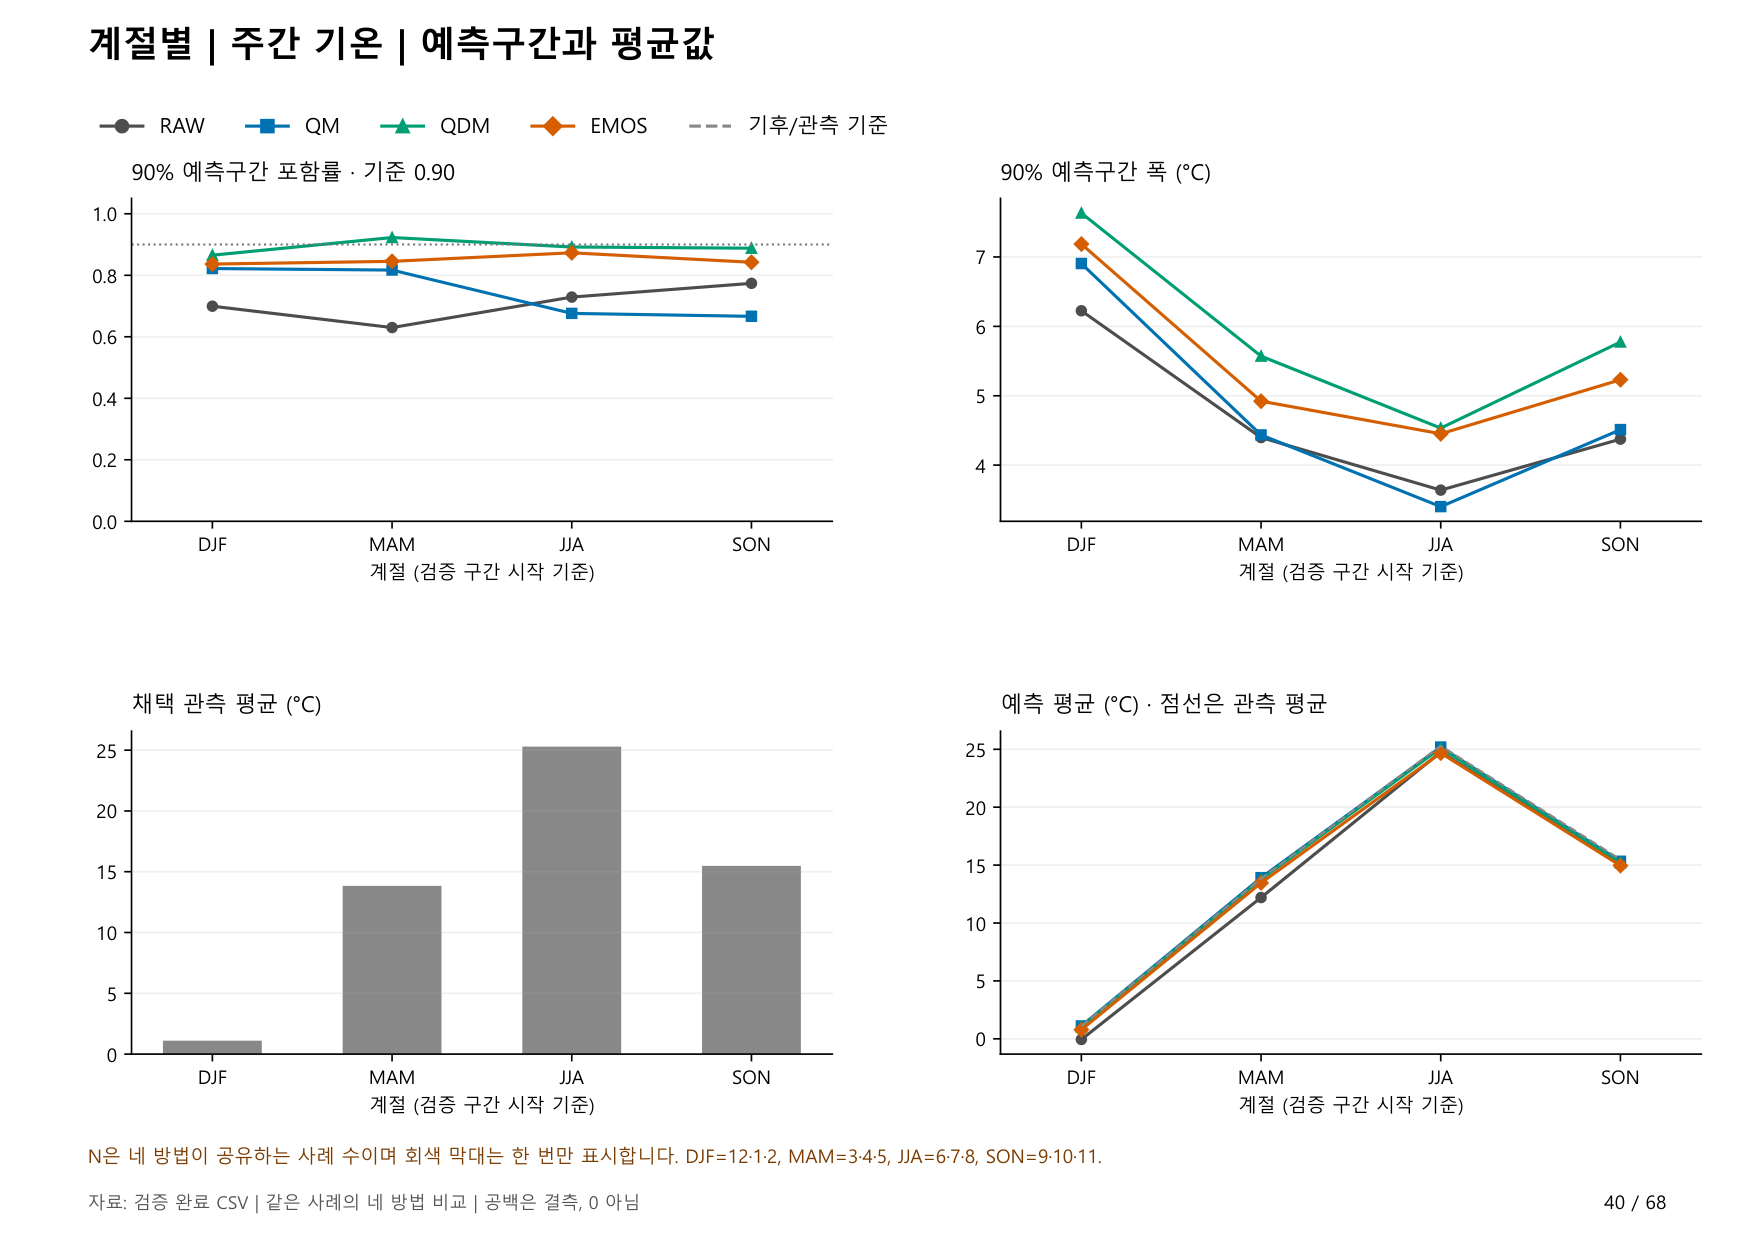 계절별 | 주간 기온 | 예측구간과 평균값
RAW QM QDM EMOS 기후/관측 기준
90% 예측구간 포함률 · 기준 0.90
1.0
0.8
0.6
0.4
0.2
0.0
DJF MAM JJA SON
계절 (검증 구간 시작 기준)
90% 예측구간 폭 (°C)
7
6
5
4
DJF MAM JJA SON
계절 (검증 구간 시작 기준)
채택 관측 평균 (°C)
25
20
15
10
5
0
DJF MAM JJA SON
계절 (검증 구간 시작 기준)
예측 평균 (°C) · 점선은 관측 평균
25
20
15
10
5
0
DJF MAM JJA SON
계절 (검증 구간 시작 기준)
N은 네 방법이 공유하는 사례 수이며 회색 막대는 한 번만 표시합니다. DJF=12·1·2, MAM=3·4·5, JJA=6·7·8, SON=9·10·11.
자료: 검증 완료 CSV | 같은 사례의 네 방법 비교 | 공백은 결측, 0 아님
40 / 68